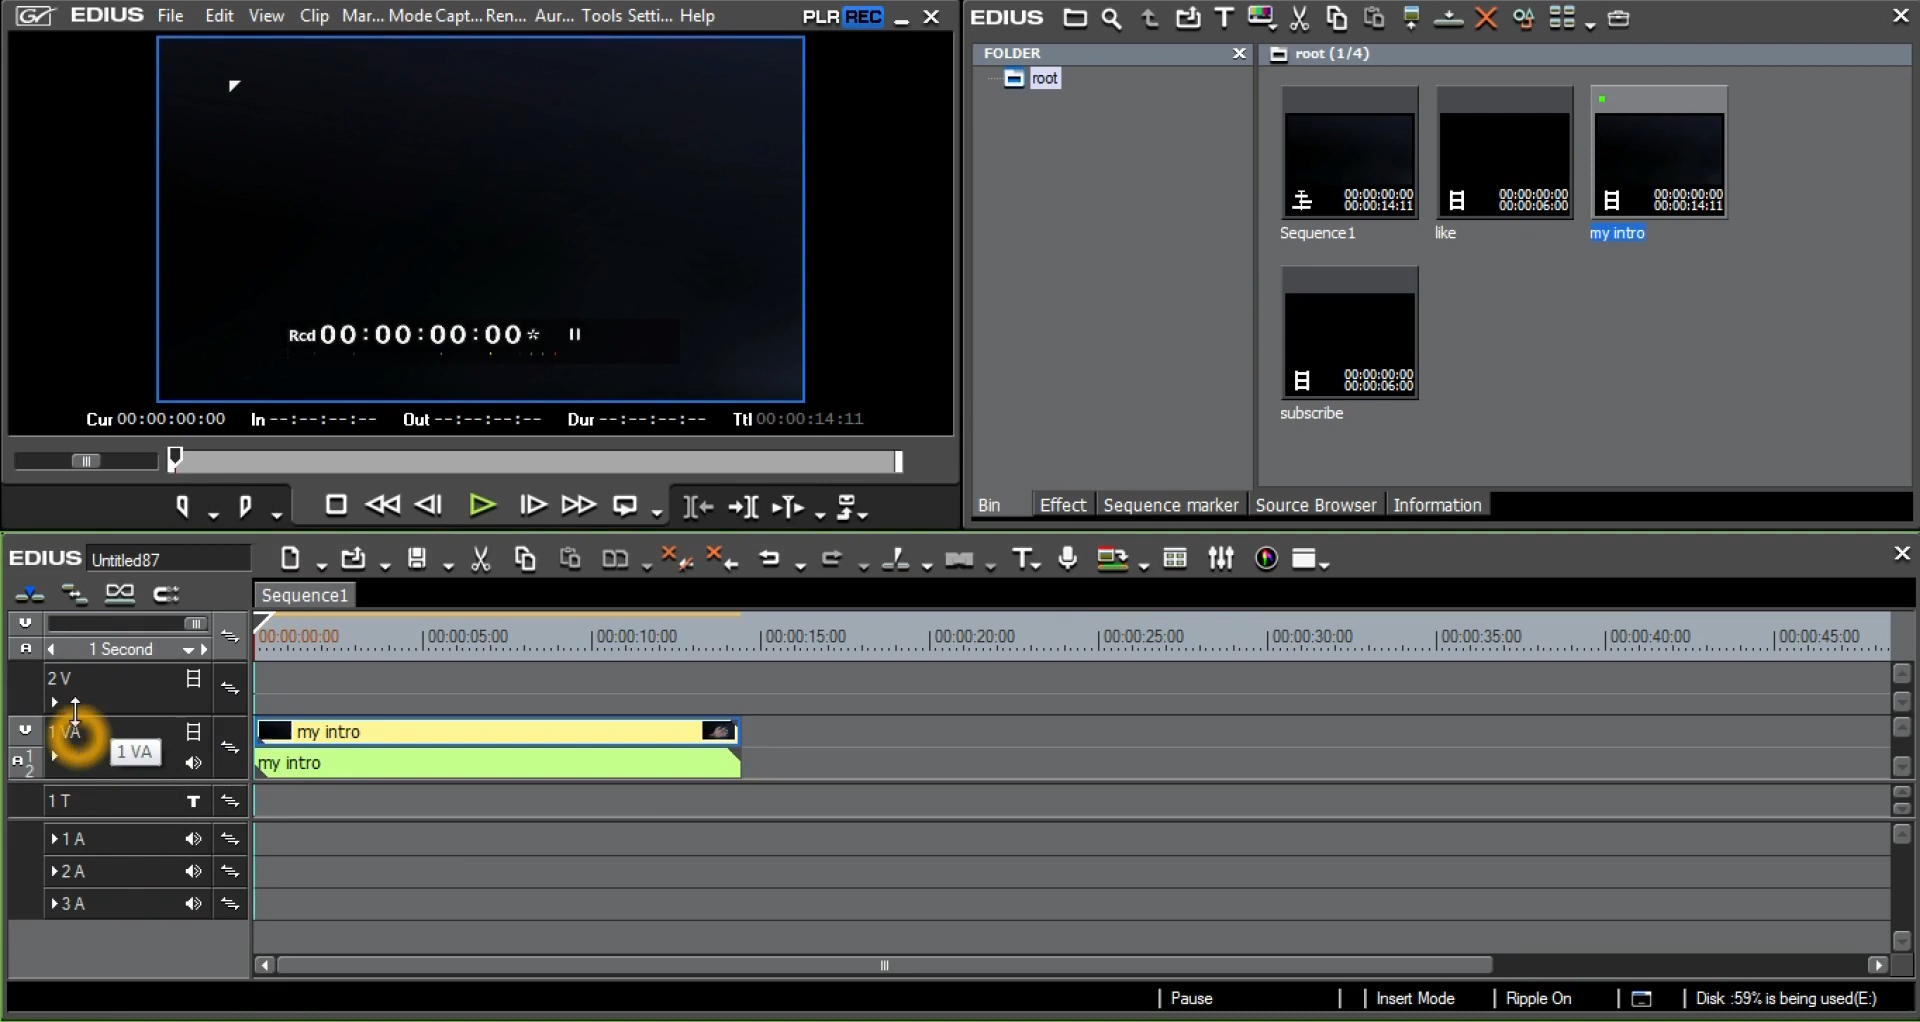 EDIUS File Edit View Clip Mar... Mode Capt... Ren... Aur... Tools Setti... Help PLR REC
Rcd 00:00:00:00
Cur 00:00:00:00 In --:--:--:-- Out --:--:--:-- Dur --:--:--:-- Ttl 00:00:14:11
EDIUS
FOLDER
root
root (1/4)
00:00:00:00
00:00:14:11
Sequence1
00:00:00:00
00:00:06:00
like
00:00:00:00
00:00:14:11
my intro
00:00:00:00
00:00:06:00
subscribe
Bin Effect Sequence marker Source Browser Information
EDIUS Untitled87
Sequence1
1 Second
00:00:00:00 00:00:05:00 00:00:10:00 00:00:15:00 00:00:20:00 00:00:25:00 00:00:30:00 00:00:35:00 00:00:40:00 00:00:45:00
A
2 V
V
1 VA
1 VA
my intro
A 1
2
my intro
1 T
1 A
2 A
3 A
Pause Insert Mode Ripple On Disk :59% is being used(E:)